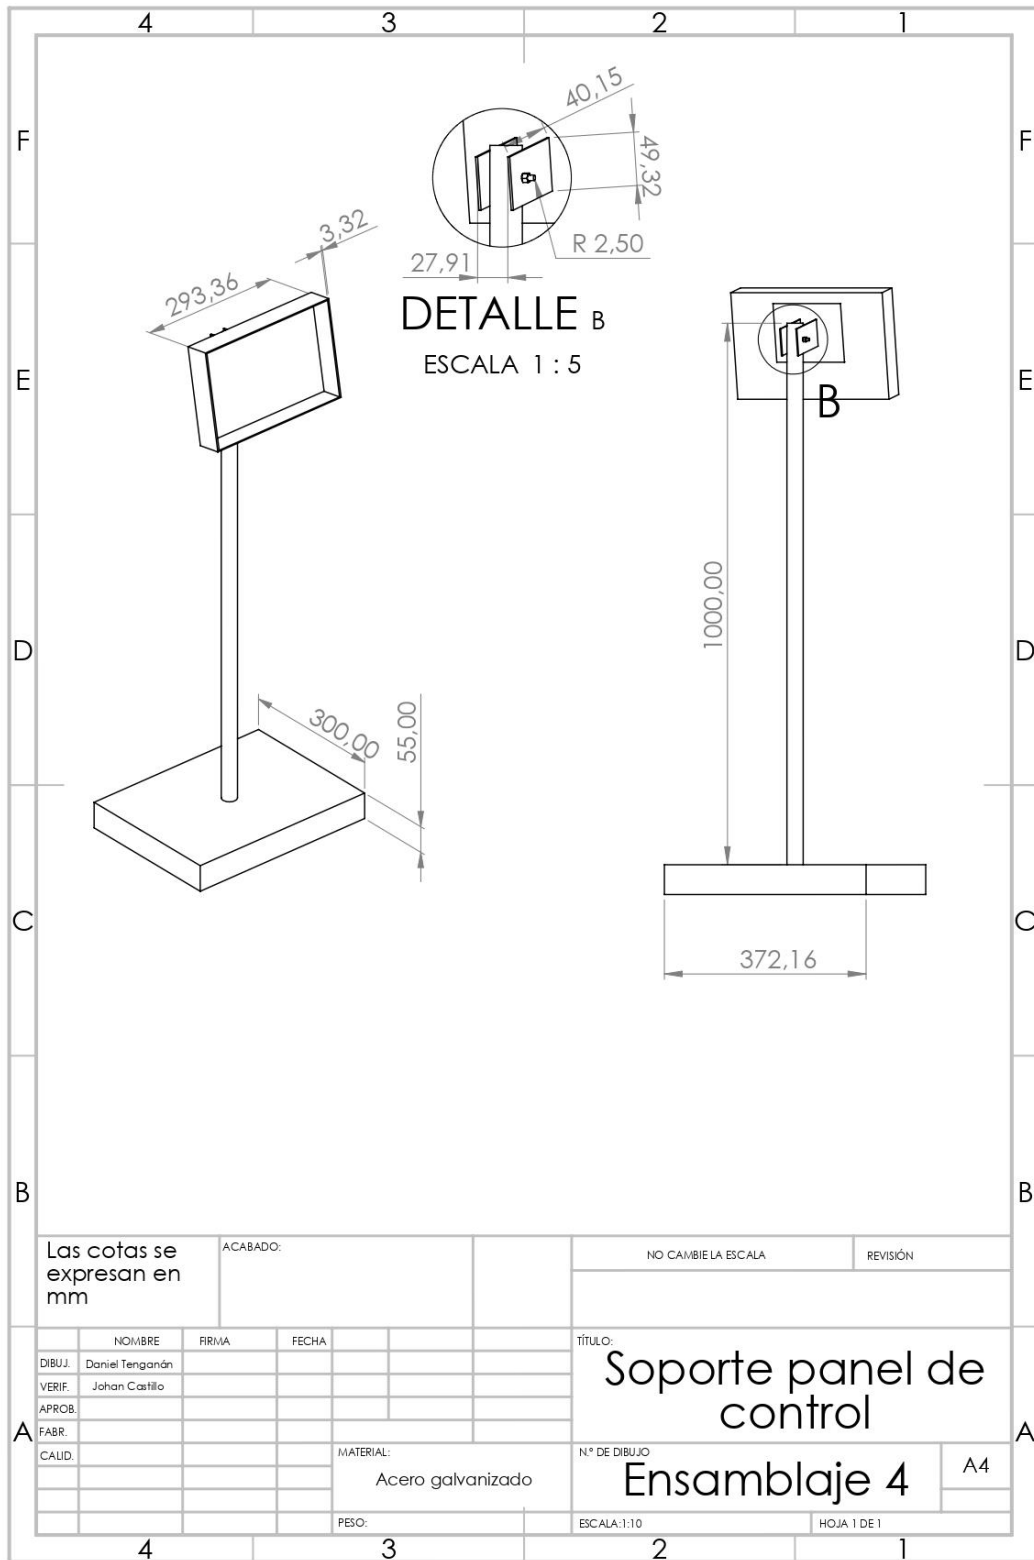 4 3 2 1
F
F
40,15
49,32
3,32
R 2,50
27,91
293,36
DETALLE B
ESCALA 1 : 5
E
E
B
1000,00
D
D
300,00
55,00
C
C
372,16
B
B
Las cotas se
expresan en
mm
ACABADO:
NO CAMBIE LA ESCALA
REVISIÓN
NOMBRE FIRMA FECHA
DIBUJ. Daniel Tenganán
VERIF. Johan Castillo
APROB.
FABR.
CALID.
TÍTULO:
Soporte panel de
control
A
A
MATERIAL:
Acero galvanizado
N.º DE DIBUJO
Ensamblaje 4
A4
PESO:
ESCALA:1:10
HOJA 1 DE 1
4 3 2 1